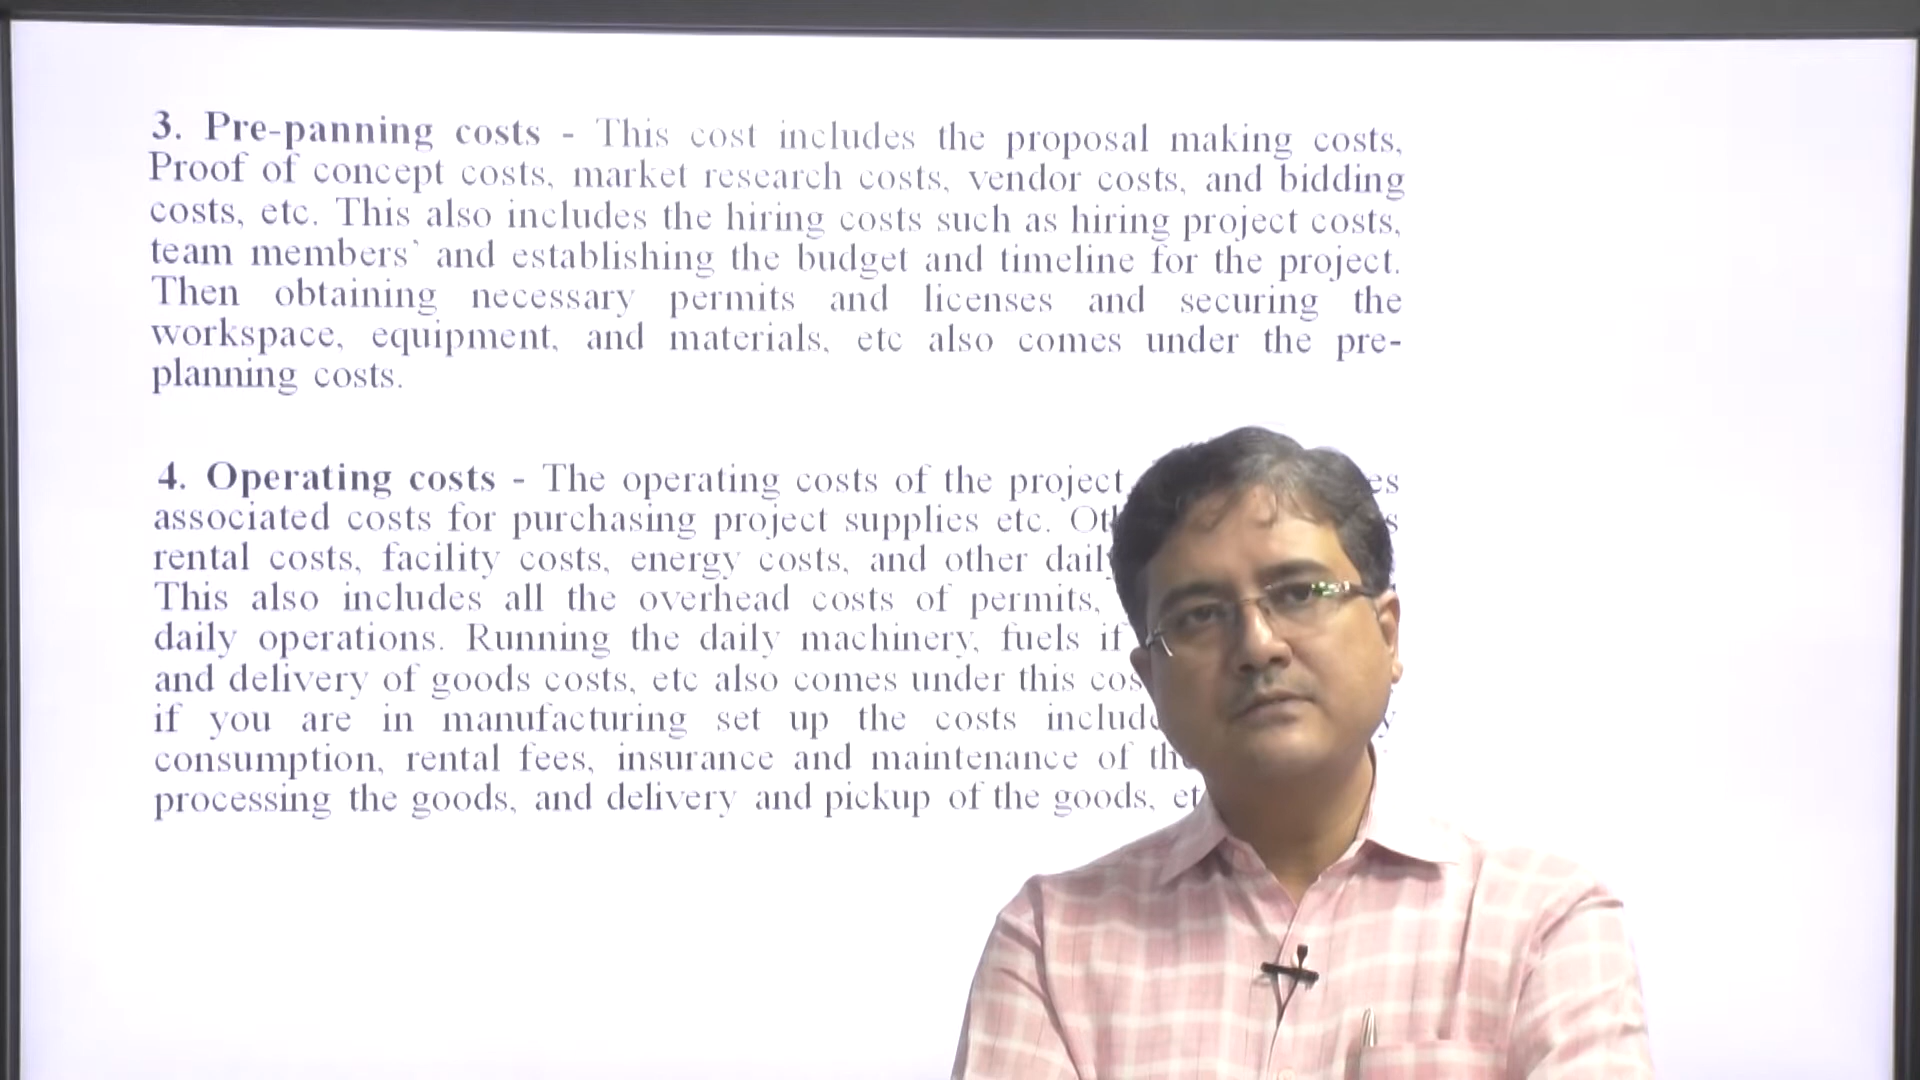 3. Pre-panning costs - This cost includes the proposal making costs,
Proof of concept costs, market research costs, vendor costs, and bidding
costs, etc. This also includes the hiring costs such as hiring project costs,
team members` and establishing the budget and timeline for the project.
Then obtaining necessary permits and licenses and securing the
workspace, equipment, and materials, etc also comes under the pre-
planning costs.
4. Operating costs - The operating costs of the project
associated costs for purchasing project supplies etc.
rental costs, facility costs, energy costs, and other
This also includes all the overhead costs of permits,
daily operations. Running the daily machinery, fuels if
and delivery of goods costs, etc also comes under this
if you are in manufacturing set up the costs
consumption, rental fees, insurance and maintenance of
processing the goods, and delivery and pickup of the goods,